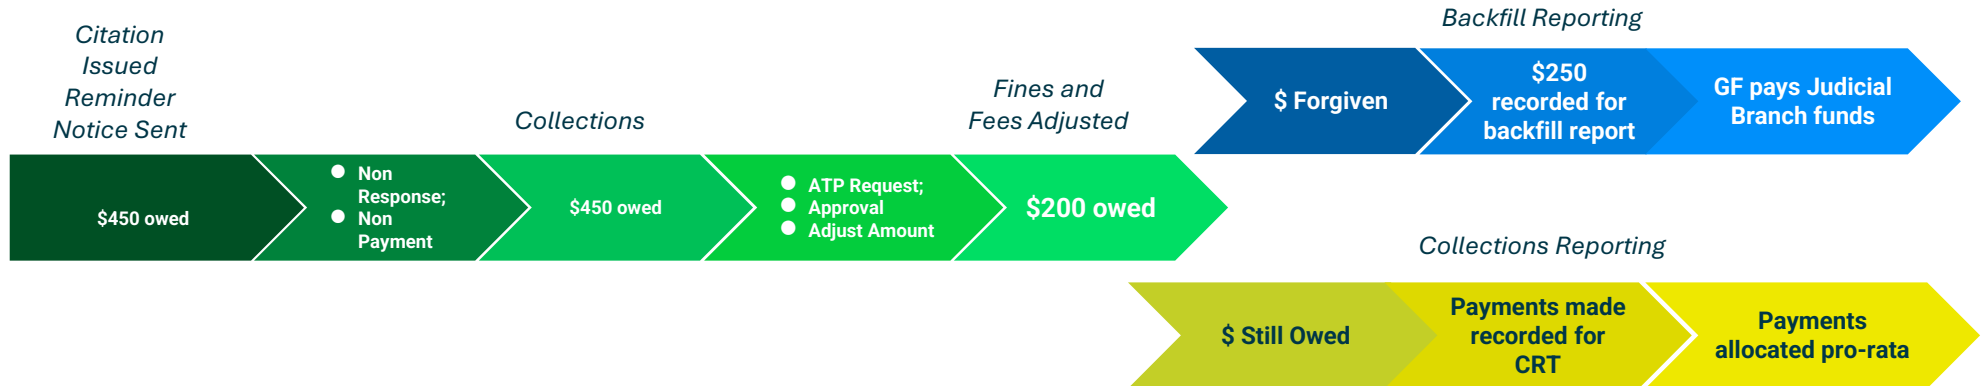 Citation
Issued
Reminder
Notice Sent
$450 owed
● Non
Response;
● Non
Payment
Collections
$450 owed
● ATP Request;
● Approval
● Adjust Amount
Fines and
Fees Adjusted
$200 owed
Backfill Reporting
$ Forgiven
$250
recorded for
backfill report
GF pays Judicial
Branch funds
Collections Reporting
$ Still Owed
Payments made
recorded for
CRT
Payments
allocated pro-rata